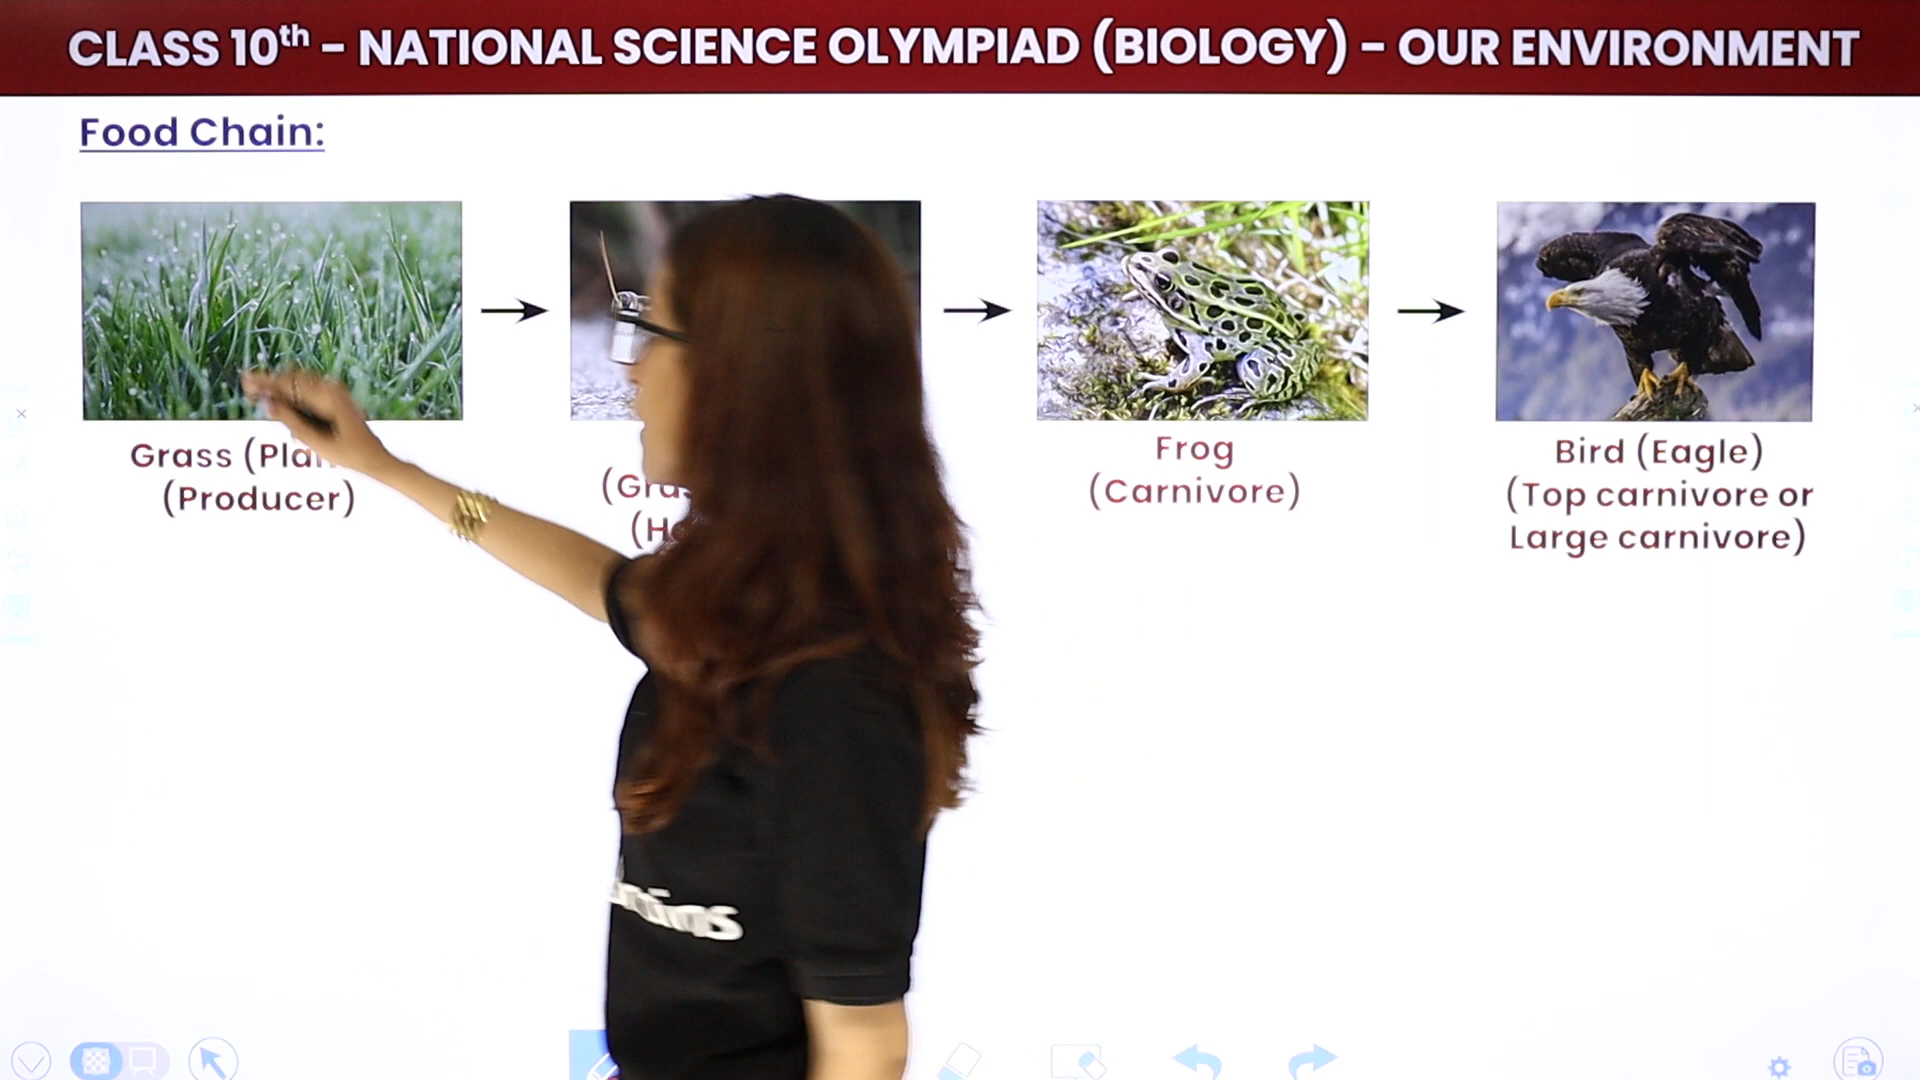 CLASS 10th – NATIONAL SCIENCE OLYMPIAD (BIOLOGY) – OUR ENVIRONMENT
Food Chain:
Grass
(Producer)
Frog
(Carnivore)
Bird (Eagle)
(Top carnivore or
Large carnivore)